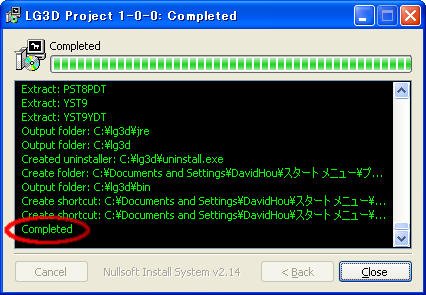 LG3D Project 1-0-0: Completed
Completed
Extract: PST8PDT
Extract: YST9
Extract: YST9YDT
Output folder: C:¥lg3d¥jre
Output folder: C:¥lg3d
Created uninstaller: C:¥lg3d¥uninstall.exe
Create folder: C:¥Documents and Settings¥DavidHou¥スタート メニュー¥プ...
Output folder: C:¥lg3d¥bin
Create shortcut: C:¥Documents and Settings¥DavidHou¥スタート メニュー¥...
Create shortcut: C:¥Documents and Settings¥DavidHou¥スタート メニュー¥...
Completed
Cancel Nullsoft Install System v2.14 < Back Close